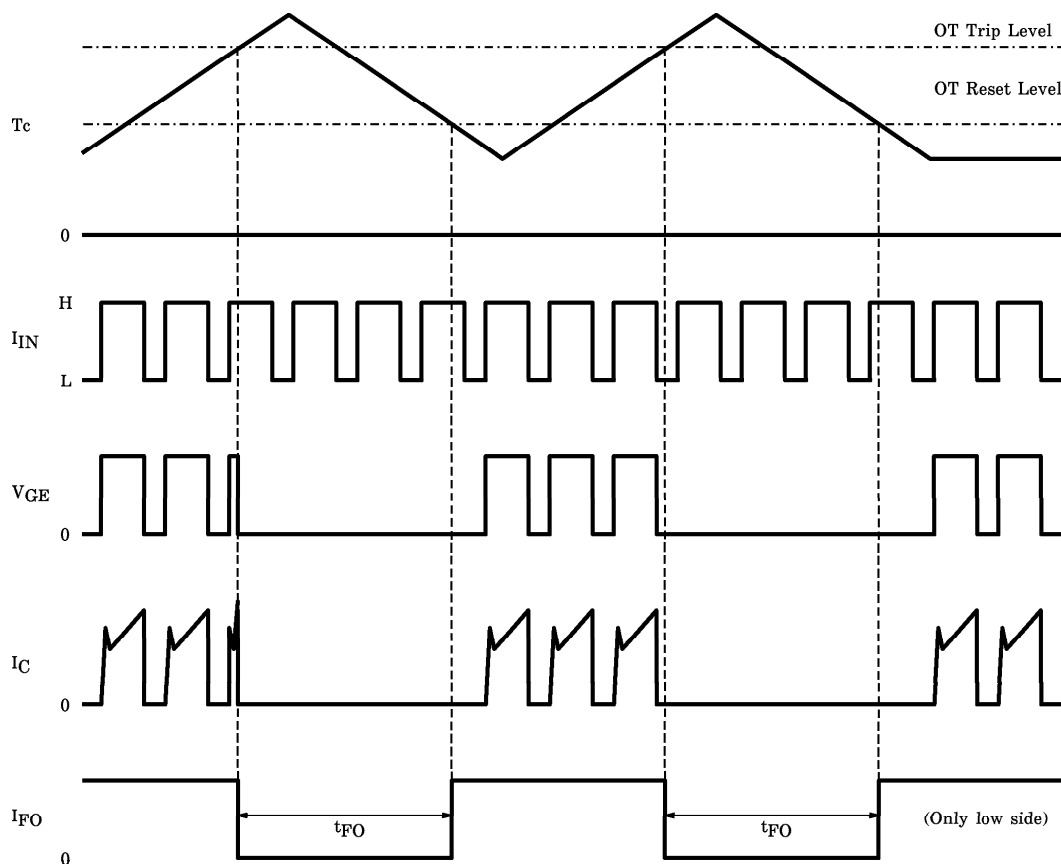 OT Trip Level
OT Reset Level
Tc
0
H
IIN
L
VGE
0
IC
0
IFO
tFO
tFO
(Only low side)
0